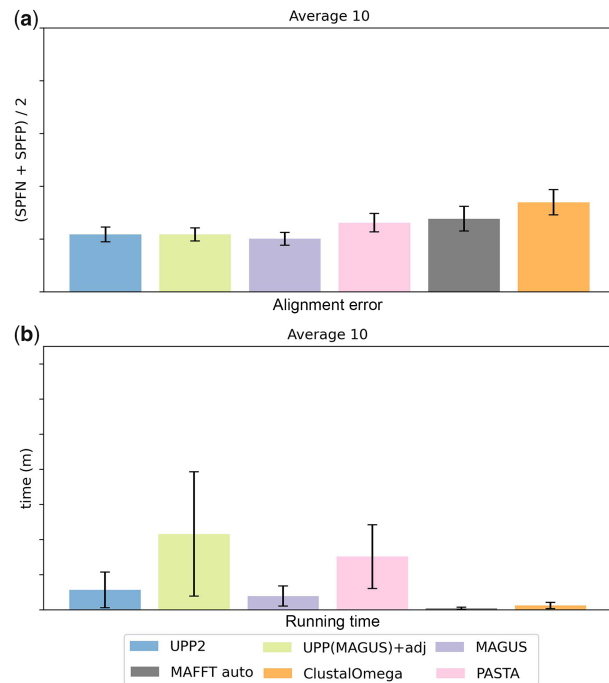 (a)
Average 10
(SPFN + SPFP) / 2
Alignment error
(b)
Average 10
time (m)
Running time
UPP2 UPP(MAGUS)+adj MAGUS
MAFFT auto ClustalOmega PASTA